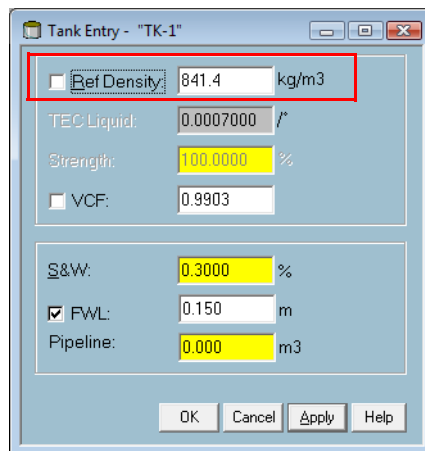 Tank Entry - "TK-1"
Ref Density: 841.4 kg/m3
TEC Liquid: 0.0007000 /°
Strength: 100.0000 %
VCF: 0.9903
S&W: 0.3000 %
FWL: 0.150 m
Pipeline: 0.000 m3
OK Cancel Apply Help